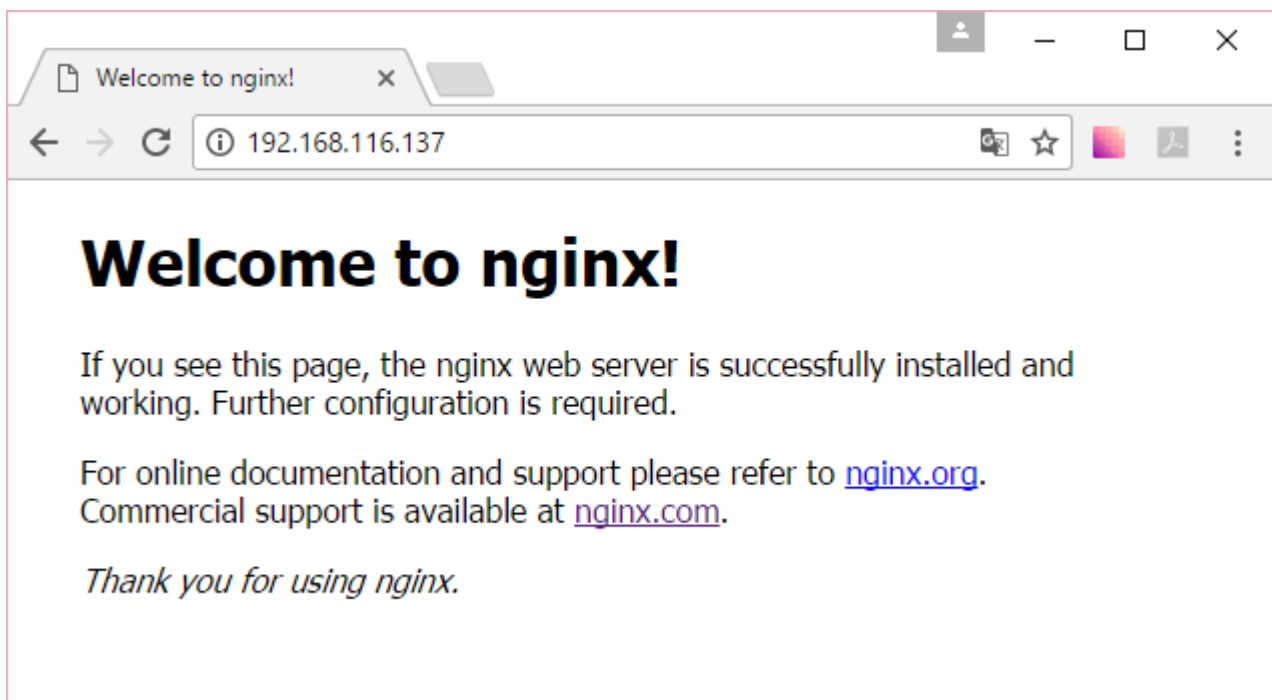 Welcome to nginx!
192.168.116.137
Welcome to nginx!
If you see this page, the nginx web server is successfully installed and
working. Further configuration is required.
For online documentation and support please refer to nginx.org.
Commercial support is available at nginx.com.
Thank you for using nginx.